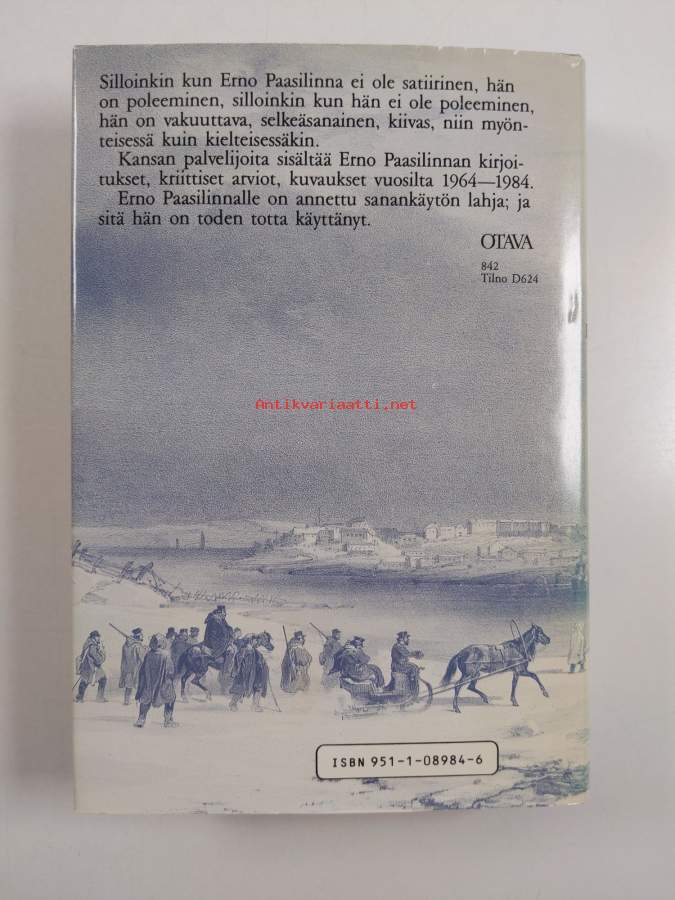 Silloinkin kun Erno Paasilinna ei ole satiirinen, hän
on poleeminen, silloinkin kun hän ei ole poleeminen,
hän on vakuuttava, selkeäsanainen, kiivas, niin myön-
teisessä kuin kielteisessäkin.
Kansan palvelijoita sisältää Erno Paasilinnan kirjoi-
tukset, kriittiset arviot, kuvaukset vuosilta 1964—1984.
Erno Paasilinnalle on annettu sanankäytön lahja; ja
sitä hän on toden totta käyttänyt.
OTAVA
842
Tilno D624
Antikvariaatti.net
ISBN 951-1-08984-6